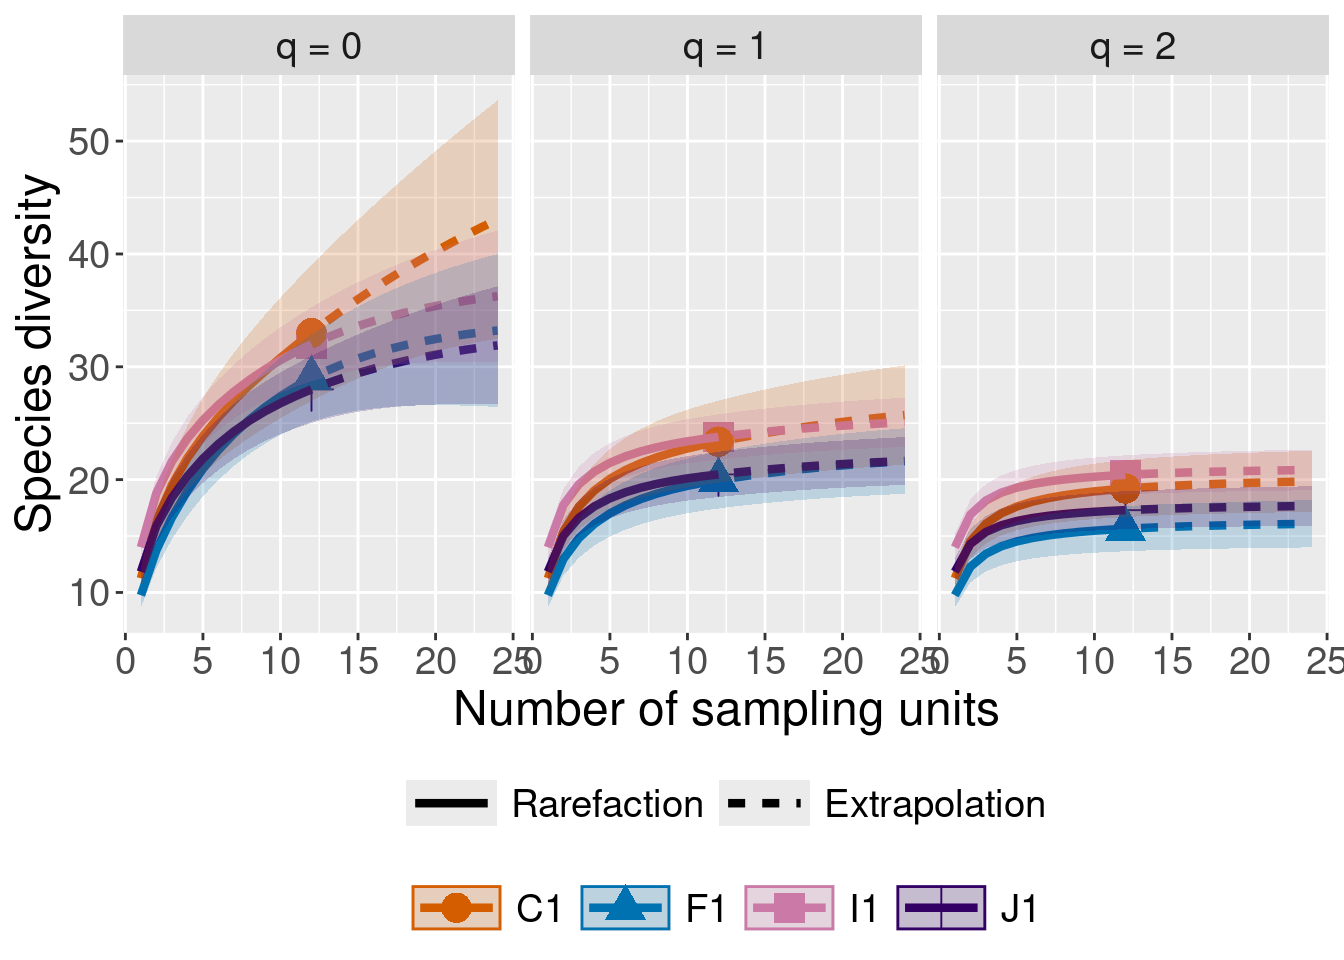 q = 0 q = 1 q = 2
50
40
30
20
10
Species diversity
0 5 10 15 20 25 0 5 10 15 20 25 0 5 10 15 20 25
Number of sampling units
Rarefaction Extrapolation
C1 F1 I1 J1